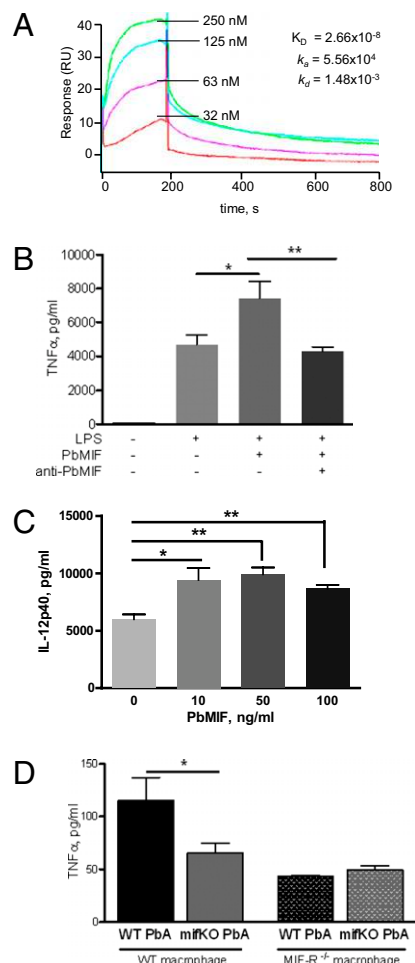 A
Response (RU)
40
30
20
10
0
250 nM
125 nM
63 nM
32 nM
K_D = 2.66x10⁻⁸
k_a = 5.56x10⁴
k_d = 1.48x10⁻³
0 200 400 600 800
time, s
B
TNFα, pg/ml
10000
8000
6000
4000
2000
0
* **
LPS - + + +
PbMIF - - + +
anti-PbMIF - - - +
C
IL-12p40, pg/ml
15000
10000
5000
0
**
**
*
0 10 50 100
PbMIF, ng/ml
D
TNFα, pg/ml
150
100
50
0
*
WT PbA mifKO PbA WT PbA mifKO PbA
WT macrophage MIF-R⁻/⁻ macrophage